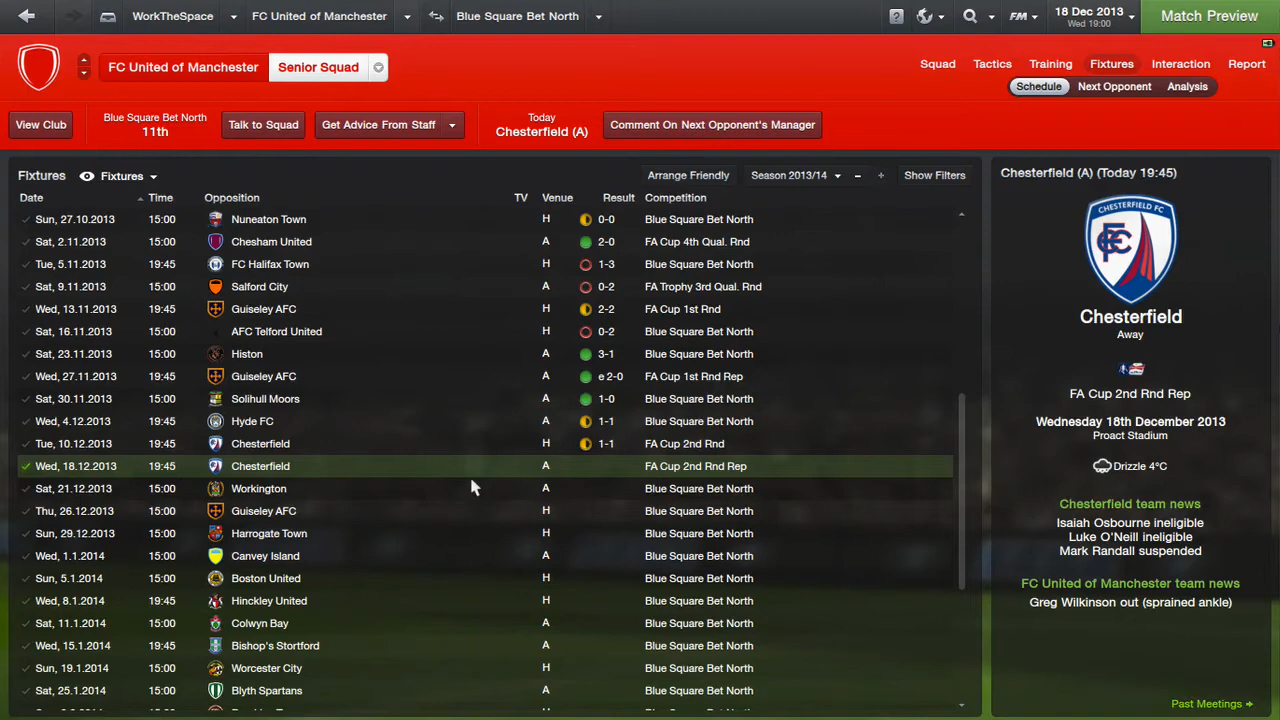 WorkTheSpace FC United of Manchester Blue Square Bet North ? FM 18 Dec 2013 Match Preview
Wed 19:00
FC United of Manchester Senior Squad
Squad Tactics Training Fixtures Interaction Report
Schedule Next Opponent Analysis
View Club Blue Square Bet North Talk to Squad Get Advice From Staff Today Comment On Next Opponent's Manager
11th Chesterfield (A)
Fixtures Fixtures Arrange Friendly Season 2013/14 - + Show Filters
Date Time Opposition TV Venue Result Competition
Sun, 27.10.2013 15:00 Nuneaton Town H 0-0 Blue Square Bet North
Sat, 2.11.2013 15:00 Chesham United A 2-0 FA Cup 4th Qual. Rnd
Tue, 5.11.2013 19:45 FC Halifax Town H 1-3 Blue Square Bet North
Sat, 9.11.2013 15:00 Salford City A 0-2 FA Trophy 3rd Qual. Rnd
Wed, 13.11.2013 19:45 Guiseley AFC H 2-2 FA Cup 1st Rnd
Sat, 16.11.2013 15:00 AFC Telford United H 0-2 Blue Square Bet North
Sat, 23.11.2013 15:00 Histon A 3-1 Blue Square Bet North
Wed, 27.11.2013 19:45 Guiseley AFC A e 2-0 FA Cup 1st Rnd Rep
Sat, 30.11.2013 15:00 Solihull Moors A 1-0 Blue Square Bet North
Wed, 4.12.2013 19:45 Hyde FC A 1-1 Blue Square Bet North
Tue, 10.12.2013 19:45 Chesterfield H 1-1 FA Cup 2nd Rnd
Wed, 18.12.2013 19:45 Chesterfield A FA Cup 2nd Rnd Rep
Sat, 21.12.2013 15:00 Workington A Blue Square Bet North
Thu, 26.12.2013 15:00 Guiseley AFC H Blue Square Bet North
Sun, 29.12.2013 15:00 Harrogate Town H Blue Square Bet North
Wed, 1.1.2014 15:00 Canvey Island A Blue Square Bet North
Sun, 5.1.2014 15:00 Boston United H Blue Square Bet North
Wed, 8.1.2014 19:45 Hinckley United H Blue Square Bet North
Sat, 11.1.2014 15:00 Colwyn Bay A Blue Square Bet North
Wed, 15.1.2014 19:45 Bishop's Stortford A Blue Square Bet North
Sun, 19.1.2014 15:00 Worcester City H Blue Square Bet North
Sat, 25.1.2014 15:00 Blyth Spartans A Blue Square Bet North
Chesterfield (A) (Today 19:45)
CHESTERFIELD FC
Chesterfield
Away
FA Cup 2nd Rnd Rep
Wednesday 18th December 2013
Proact Stadium
Drizzle 4°C
Chesterfield team news
Isaiah Osbourne ineligible
Luke O'Neill ineligible
Mark Randall suspended
FC United of Manchester team news
Greg Wilkinson out (sprained ankle)
Past Meetings